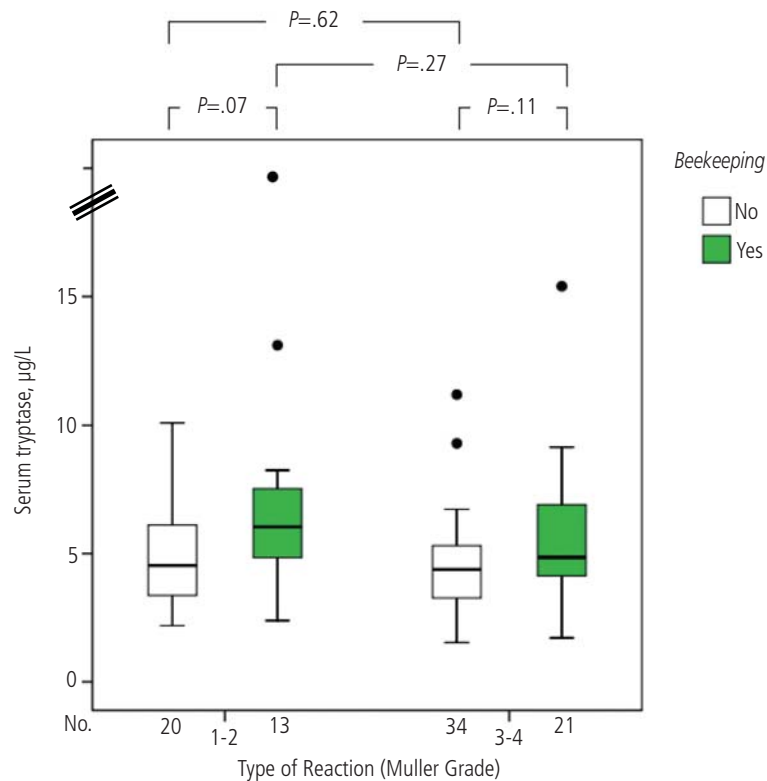 P=.62
P=.27
P=.07 P=.11
Beekeeping
No
Yes
15
10
5
0
Serum tryptase, µg/L
No. 20 13 34 21
1-2 3-4
Type of Reaction (Muller Grade)